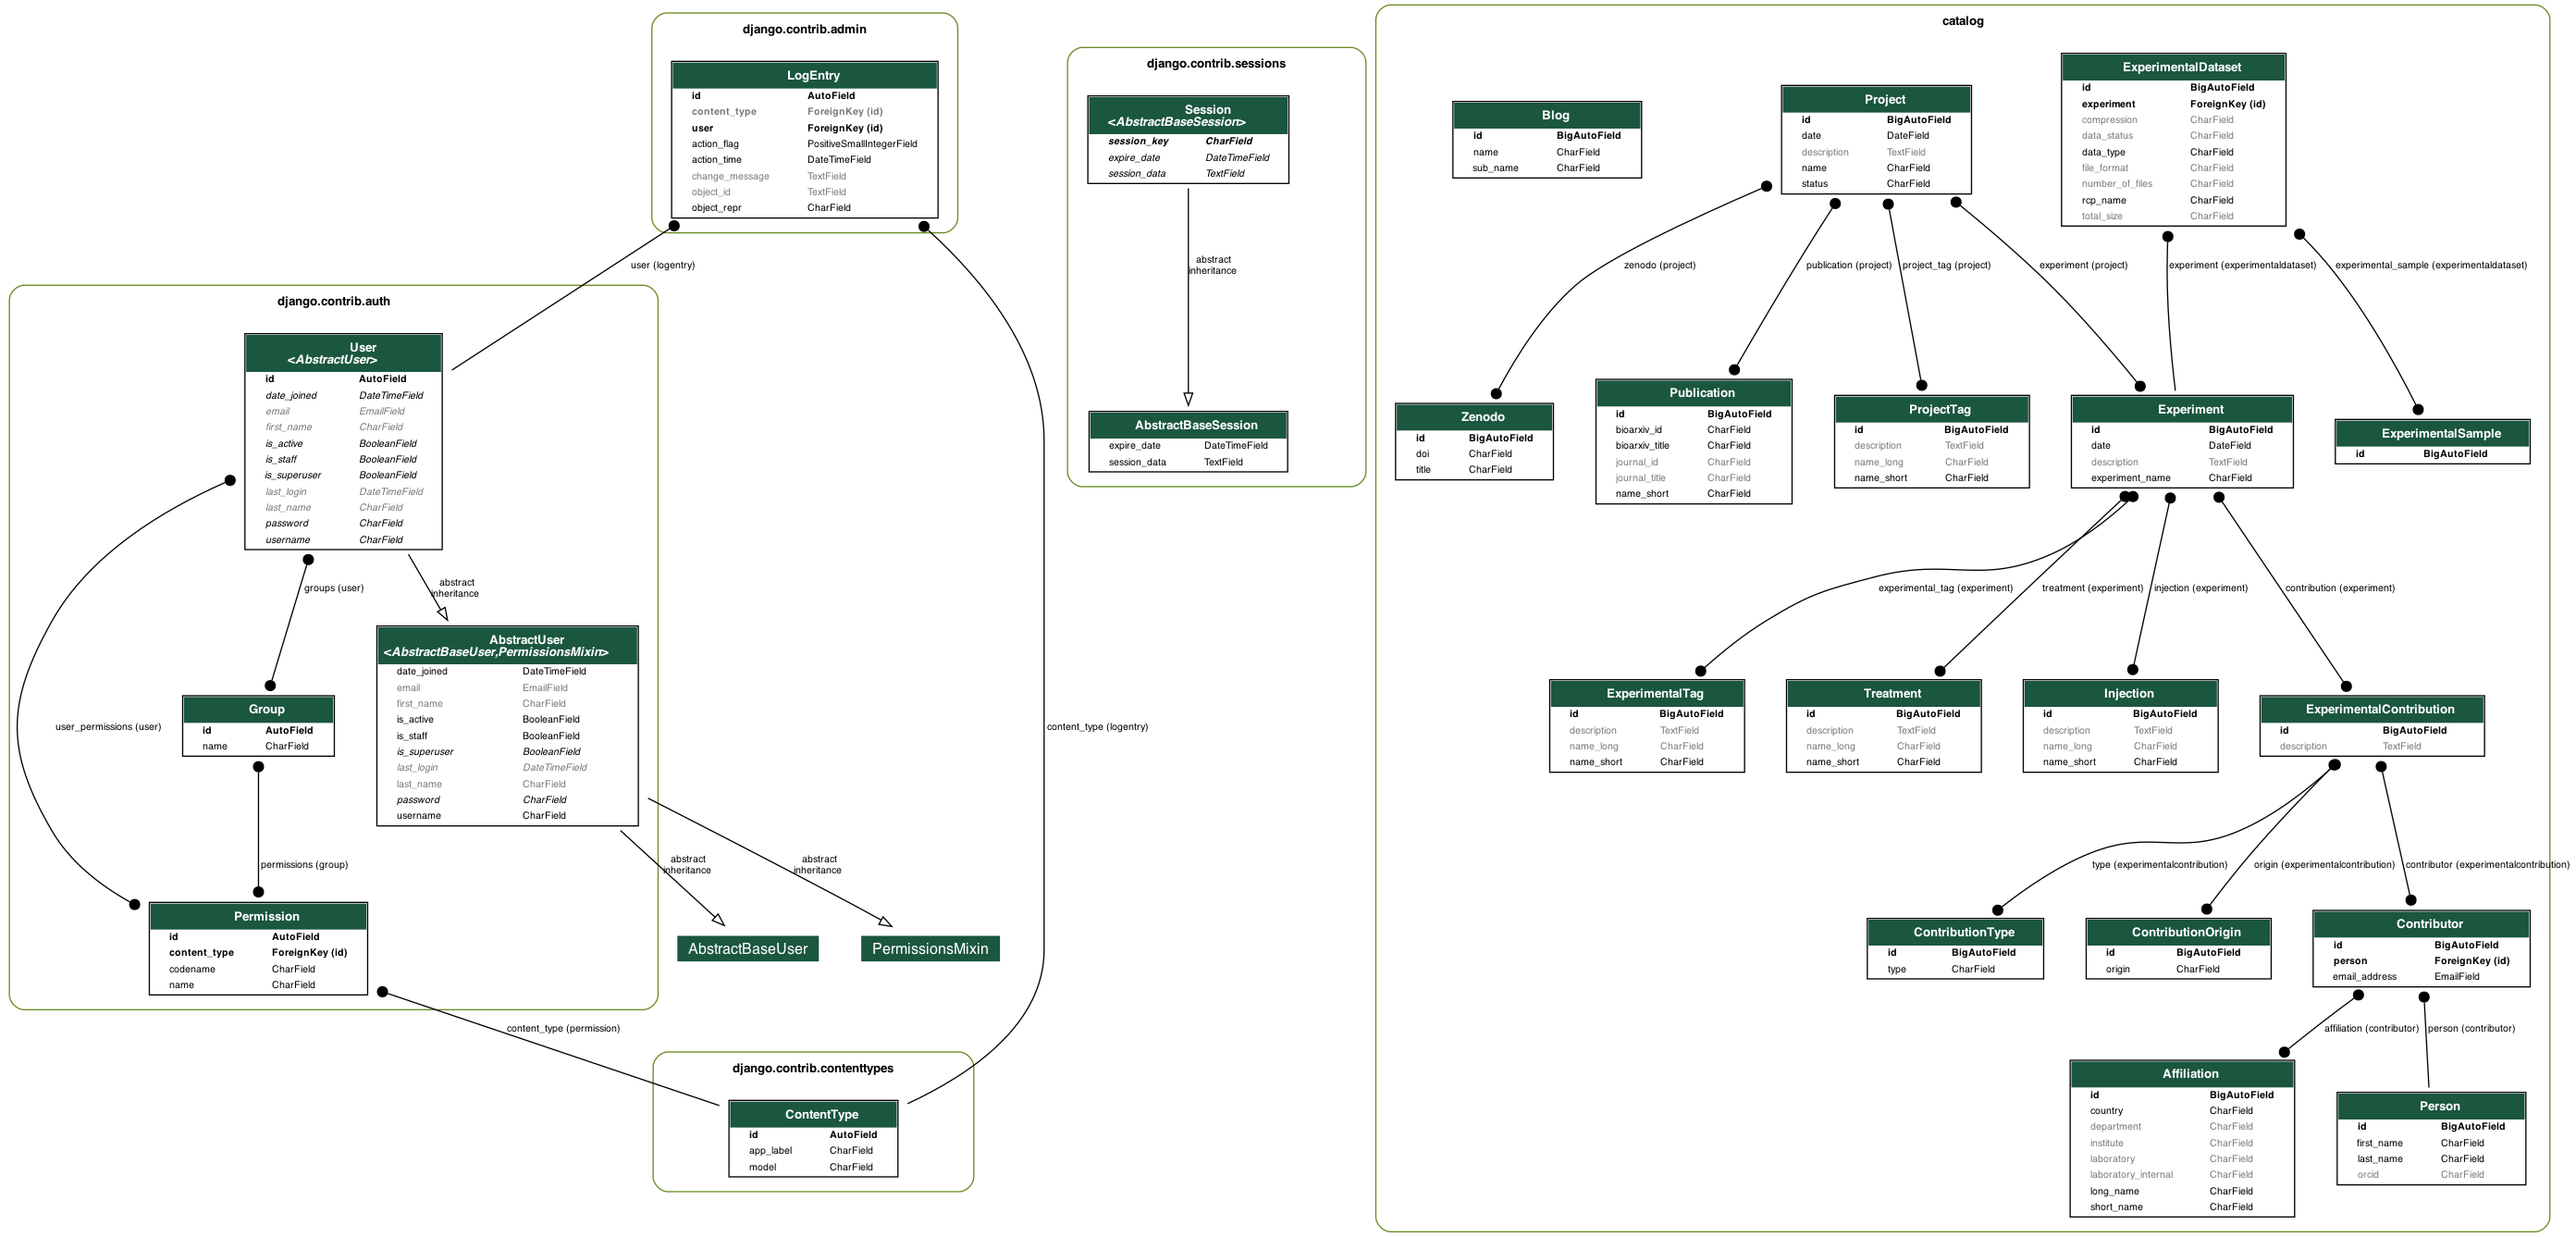 django.contrib.admin
LogEntry
id AutoField
content_type ForeignKey (id)
user ForeignKey (id)
action_flag PositiveSmallIntegerField
action_time DateTimeField
change_message TextField
object_id TextField
object_repr CharField
user (logentry)
content_type (logentry)
django.contrib.auth
User
<AbstractUser>
id AutoField
date_joined DateTimeField
email EmailField
first_name CharField
is_active BooleanField
is_staff BooleanField
is_superuser BooleanField
last_login DateTimeField
last_name CharField
password CharField
username CharField
groups (user)
abstract
inheritance
user_permissions (user)
Group
id AutoField
name CharField
AbstractUser
<AbstractBaseUser,PermissionsMixin>
date_joined DateTimeField
email EmailField
first_name CharField
is_active BooleanField
is_staff BooleanField
is_superuser BooleanField
last_login DateTimeField
last_name CharField
password CharField
username CharField
permissions (group)
abstract
inheritance
abstract
inheritance
Permission
id AutoField
content_type ForeignKey (id)
codename CharField
name CharField
AbstractBaseUser
PermissionsMixin
content_type (permission)
django.contrib.contenttypes
ContentType
id AutoField
app_label CharField
model CharField
django.contrib.sessions
Session
<AbstractBaseSession>
session_key CharField
expire_date DateTimeField
session_data TextField
abstract
inheritance
AbstractBaseSession
expire_date DateTimeField
session_data TextField
catalog
Blog
id BigAutoField
name CharField
sub_name CharField
Project
id BigAutoField
date DateField
description TextField
name CharField
status CharField
ExperimentalDataset
id BigAutoField
experiment ForeignKey (id)
compression CharField
data_status CharField
data_type CharField
file_format CharField
number_of_files CharField
rcp_name CharField
total_size CharField
zenodo (project)
publication (project)
project_tag (project)
experiment (project)
experiment (experimentaldataset)
experimental_sample (experimentaldataset)
Zenodo
id BigAutoField
doi CharField
title CharField
Publication
id BigAutoField
bioarxiv_id CharField
bioarxiv_title CharField
journal_id CharField
journal_title CharField
name_short CharField
ProjectTag
id BigAutoField
description TextField
name_long CharField
name_short CharField
Experiment
id BigAutoField
date DateField
description TextField
experiment_name CharField
ExperimentalSample
id BigAutoField
experimental_tag (experiment)
treatment (experiment)
injection (experiment)
contribution (experiment)
ExperimentalTag
id BigAutoField
description TextField
name_long CharField
name_short CharField
Treatment
id BigAutoField
description TextField
name_long CharField
name_short CharField
Injection
id BigAutoField
description TextField
name_long CharField
name_short CharField
ExperimentalContribution
id BigAutoField
description TextField
type (experimentalcontribution)
origin (experimentalcontribution)
contributor (experimentalcontribution)
ContributionType
id BigAutoField
type CharField
ContributionOrigin
id BigAutoField
origin CharField
Contributor
id BigAutoField
person ForeignKey (id)
email_address EmailField
affiliation (contributor)
person (contributor)
Affiliation
id BigAutoField
country CharField
department CharField
institute CharField
laboratory CharField
laboratory_internal CharField
long_name CharField
short_name CharField
Person
id BigAutoField
first_name CharField
last_name CharField
orcid CharField